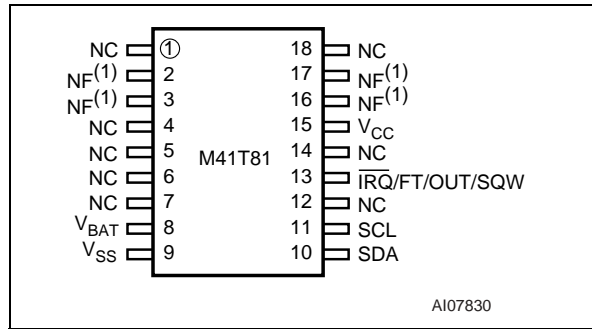 NC 1 18 NC
NF(1) 2 17 NF(1)
NF(1) 3 16 NF(1)
NC 4 15 VCC
NC 5 M41T81 14 NC
NC 6 13 IRQ/FT/OUT/SQW
NC 7 12 NC
VBAT 8 11 SCL
VSS 9 10 SDA
AI07830